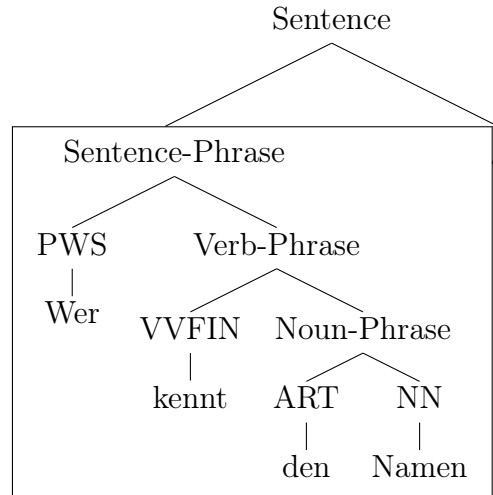 Sentence
Sentence-Phrase
PWS Verb-Phrase
Wer
VVFIN Noun-Phrase
kennt ART NN
den Namen